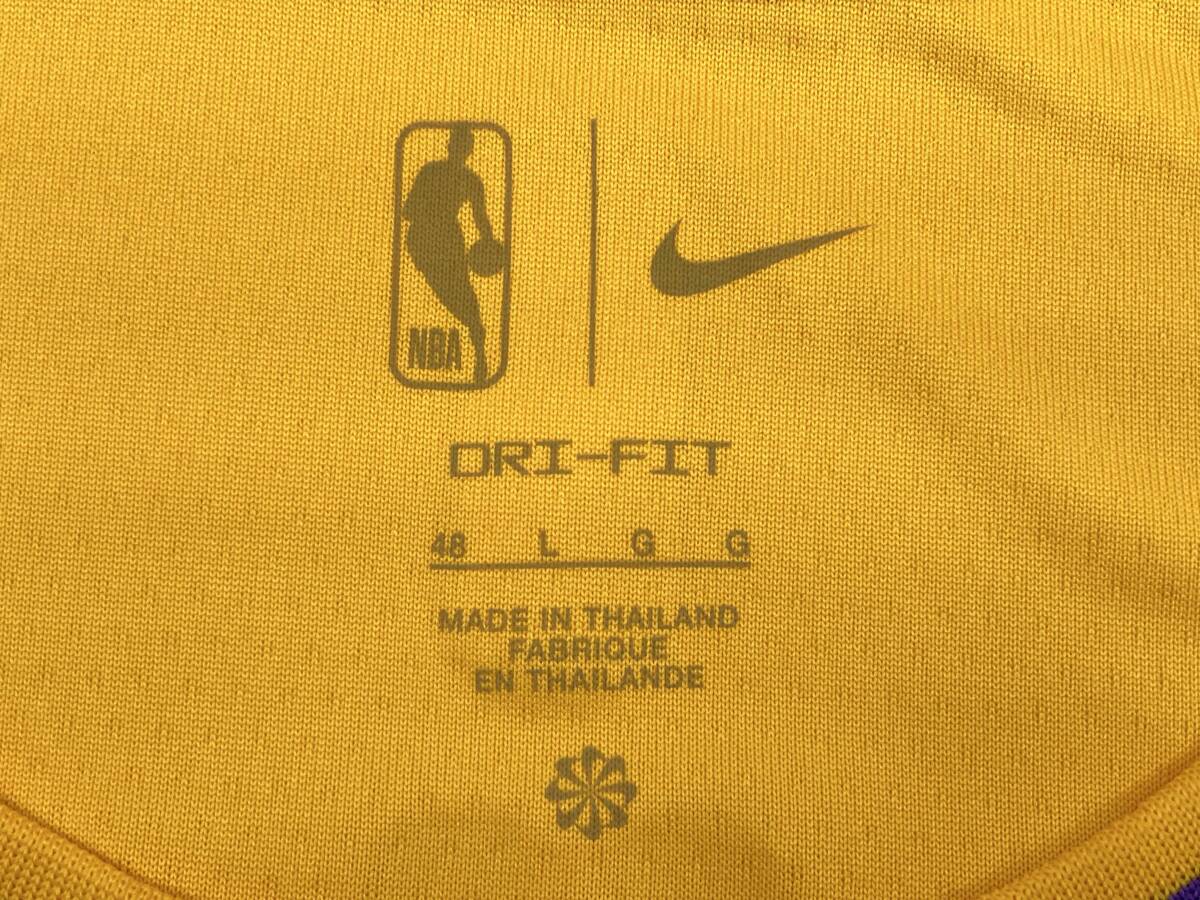 NBA
DRI-FIT
48 L G G
MADE IN THAILAND
FABRIQUE
EN THAILANDE